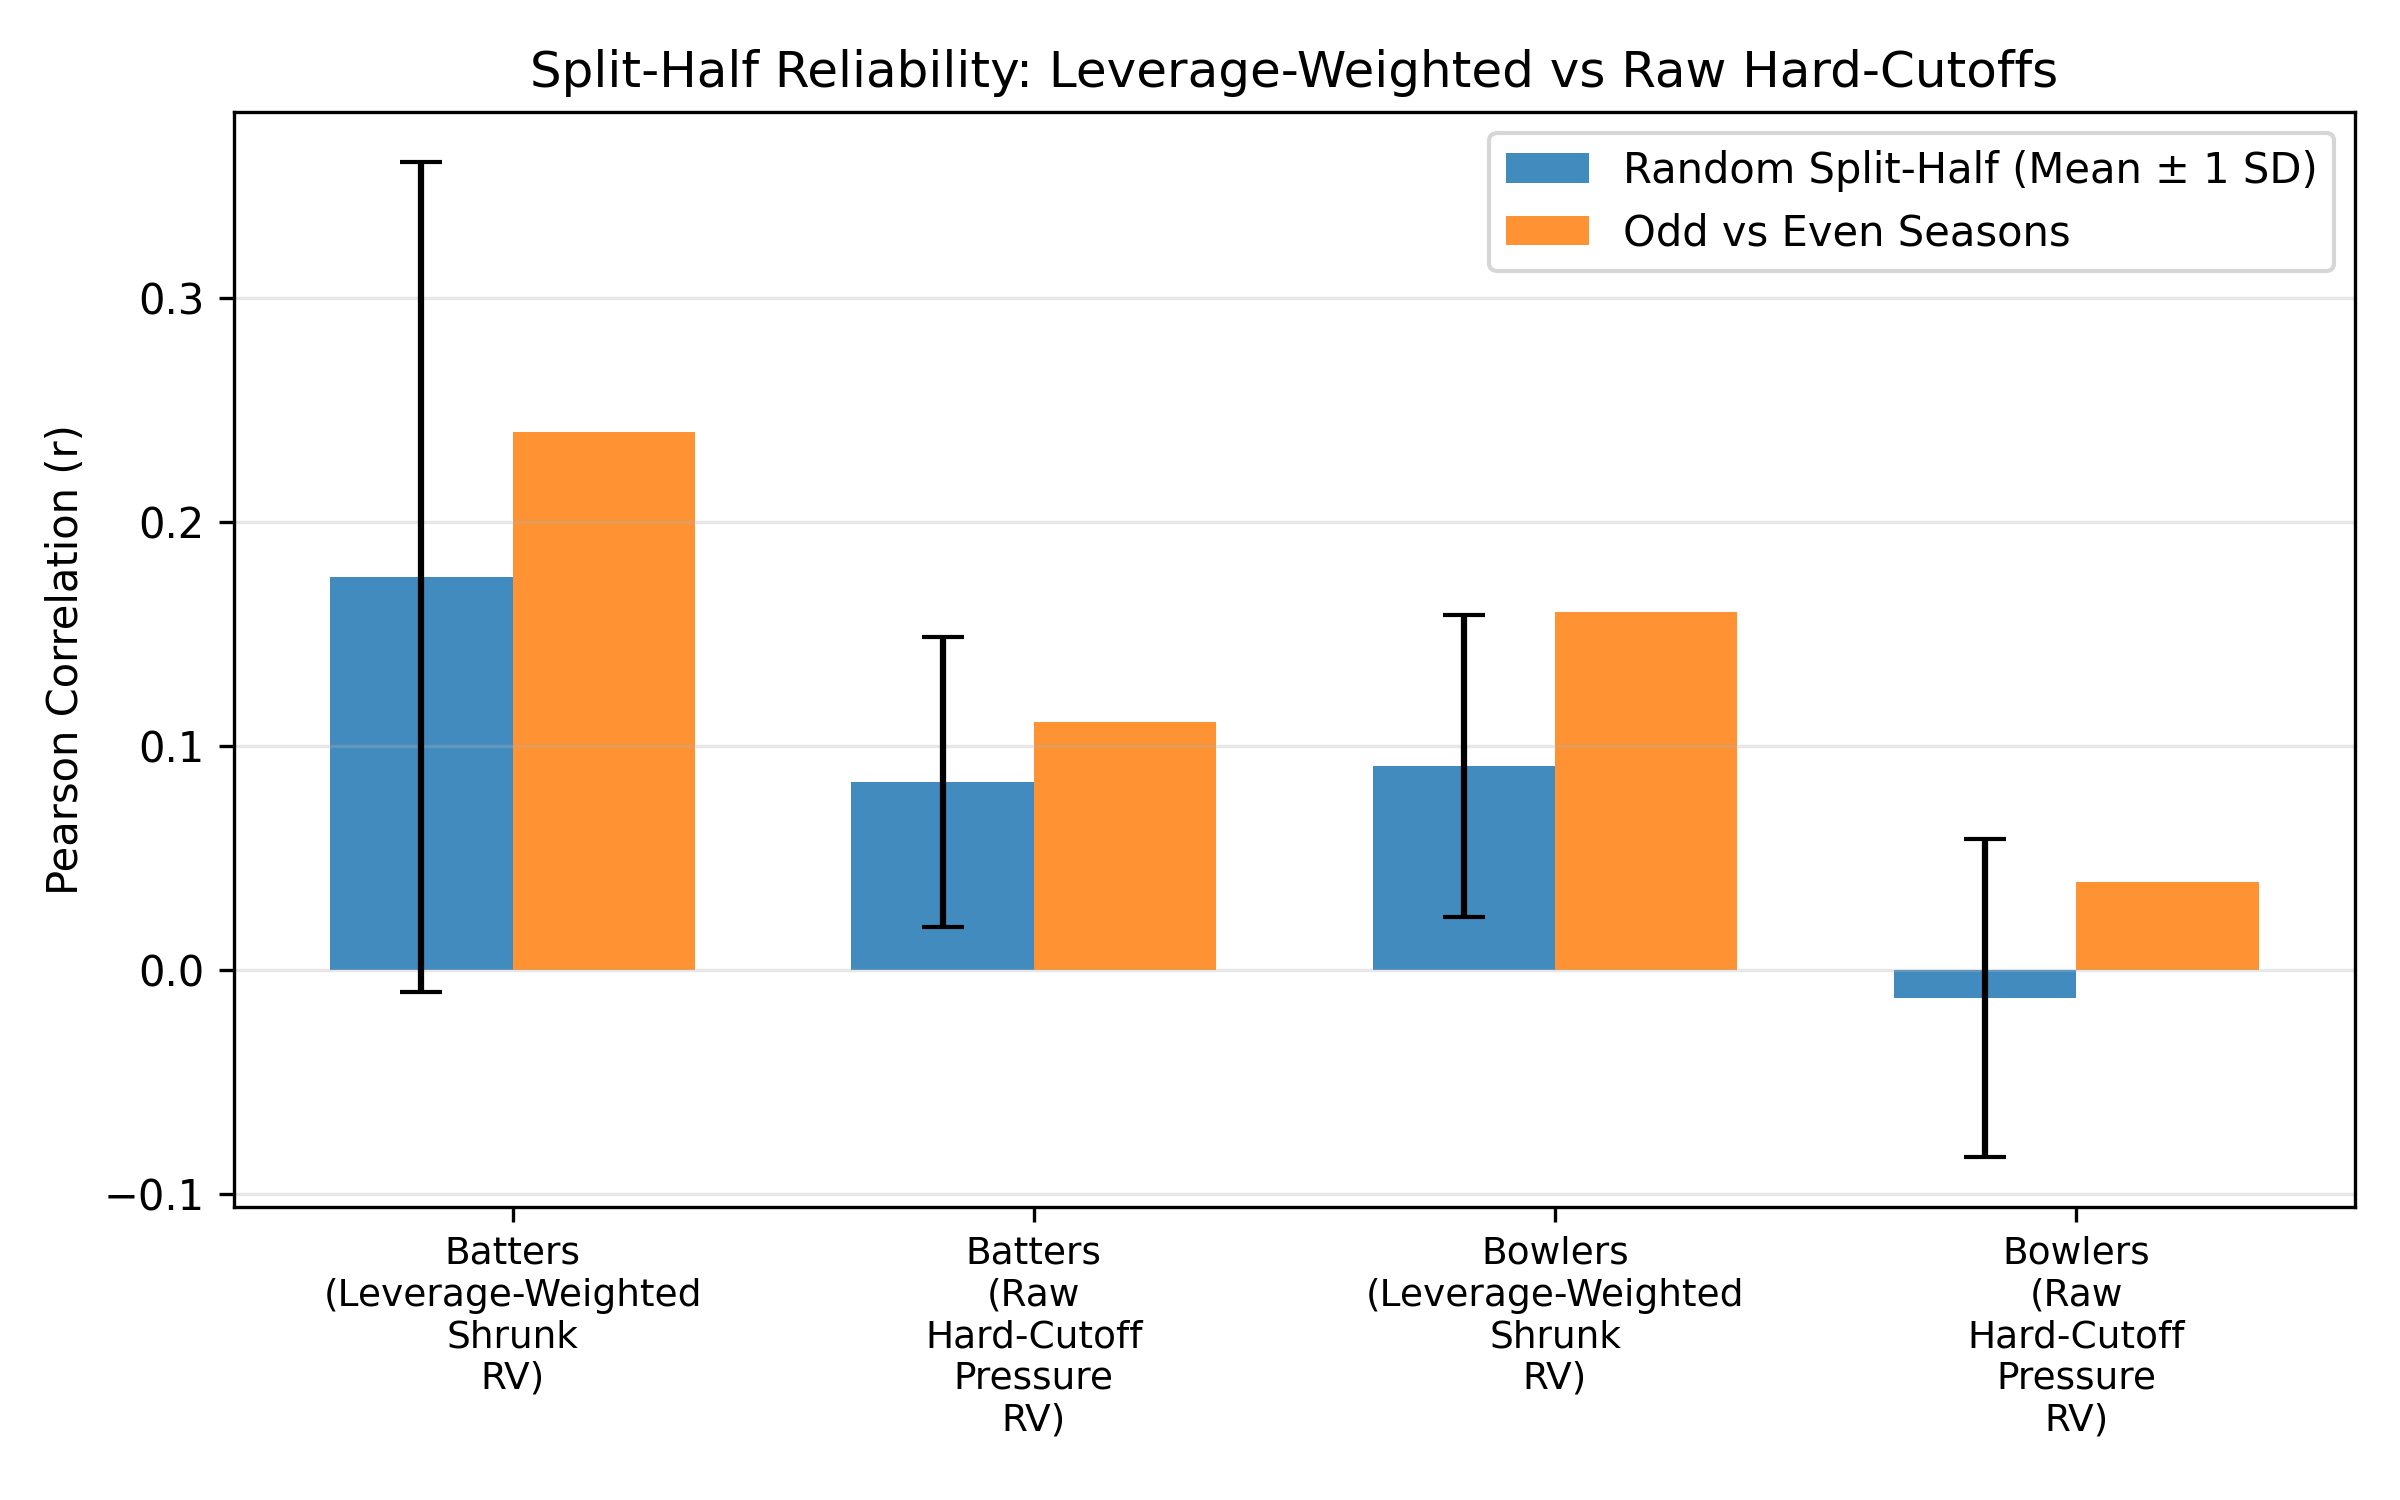 Split-Half Reliability: Leverage-Weighted vs Raw Hard-Cutoffs
Random Split-Half (Mean ± 1 SD)
Odd vs Even Seasons
Pearson Correlation (r)
0.3
0.2
0.1
0.0
−0.1
Batters
(Leverage-Weighted
Shrunk
RV)
Batters
(Raw
Hard-Cutoff
Pressure
RV)
Bowlers
(Leverage-Weighted
Shrunk
RV)
Bowlers
(Raw
Hard-Cutoff
Pressure
RV)